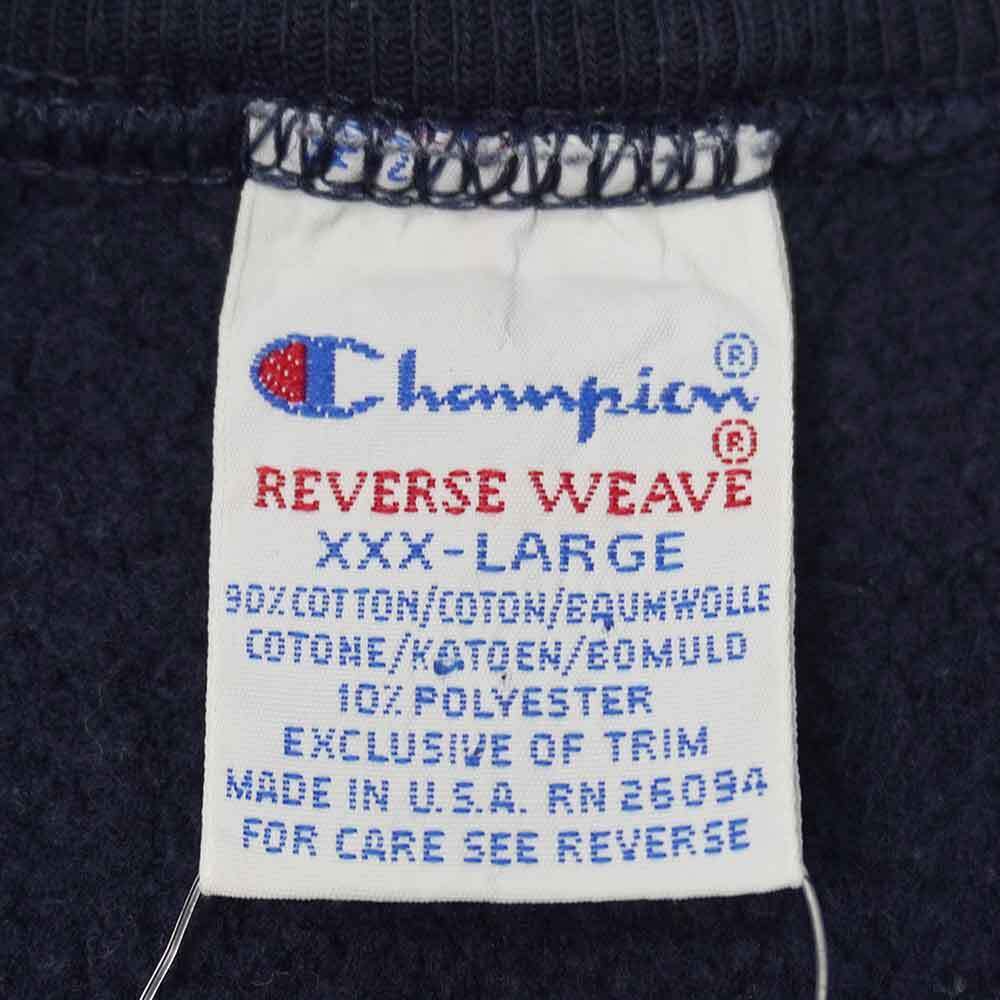 Champion®
REVERSE WEAVE®
XXX-LARGE
90% COTTON/COTON/BAUMWOLLE
COTONE/KATOEN/BOMULD
10% POLYESTER
EXCLUSIVE OF TRIM
MADE IN U.S.A. RN 26094
FOR CARE SEE REVERSE